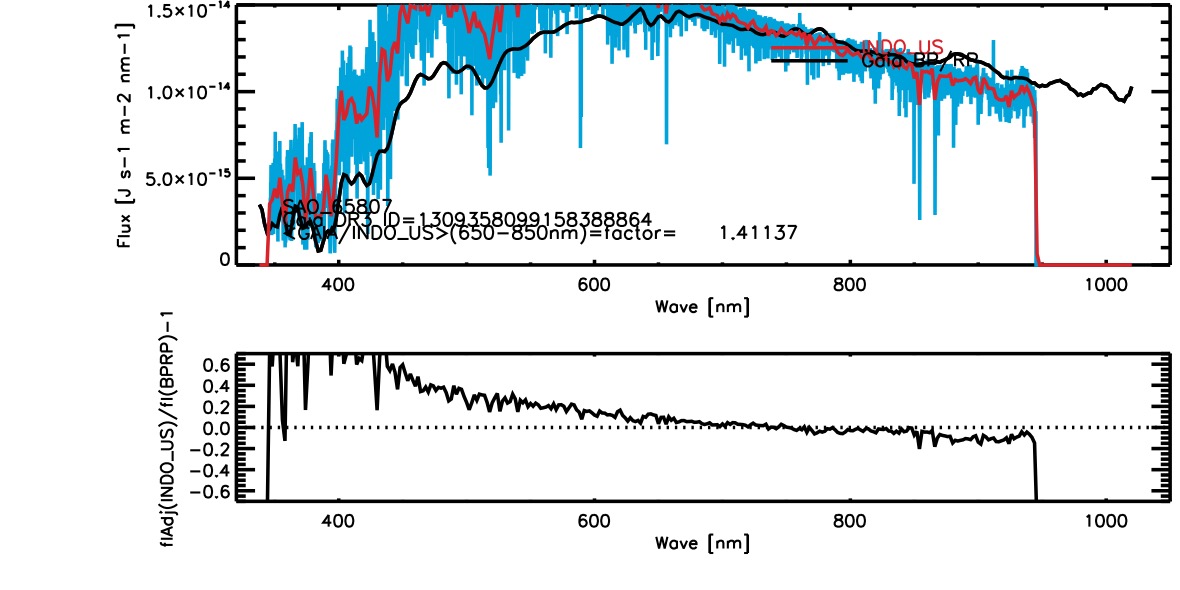 1.5×10−14
1.0×10−14
5.0×10−15
0
Flux [J s−1 m−2 nm−1]
INDO_US
Gaia BP/RP
SAO_65807
Gaia DR3 ID=1309358099158388864
<GAIA/INDO_US>(650−850nm)=factor= 1.41137
400 600 800 1000
Wave [nm]
0.6
0.4
0.2
0.0
−0.2
−0.4
−0.6
flAdj(INDO_US)/fl(BPRP)−1
400 600 800 1000
Wave [nm]